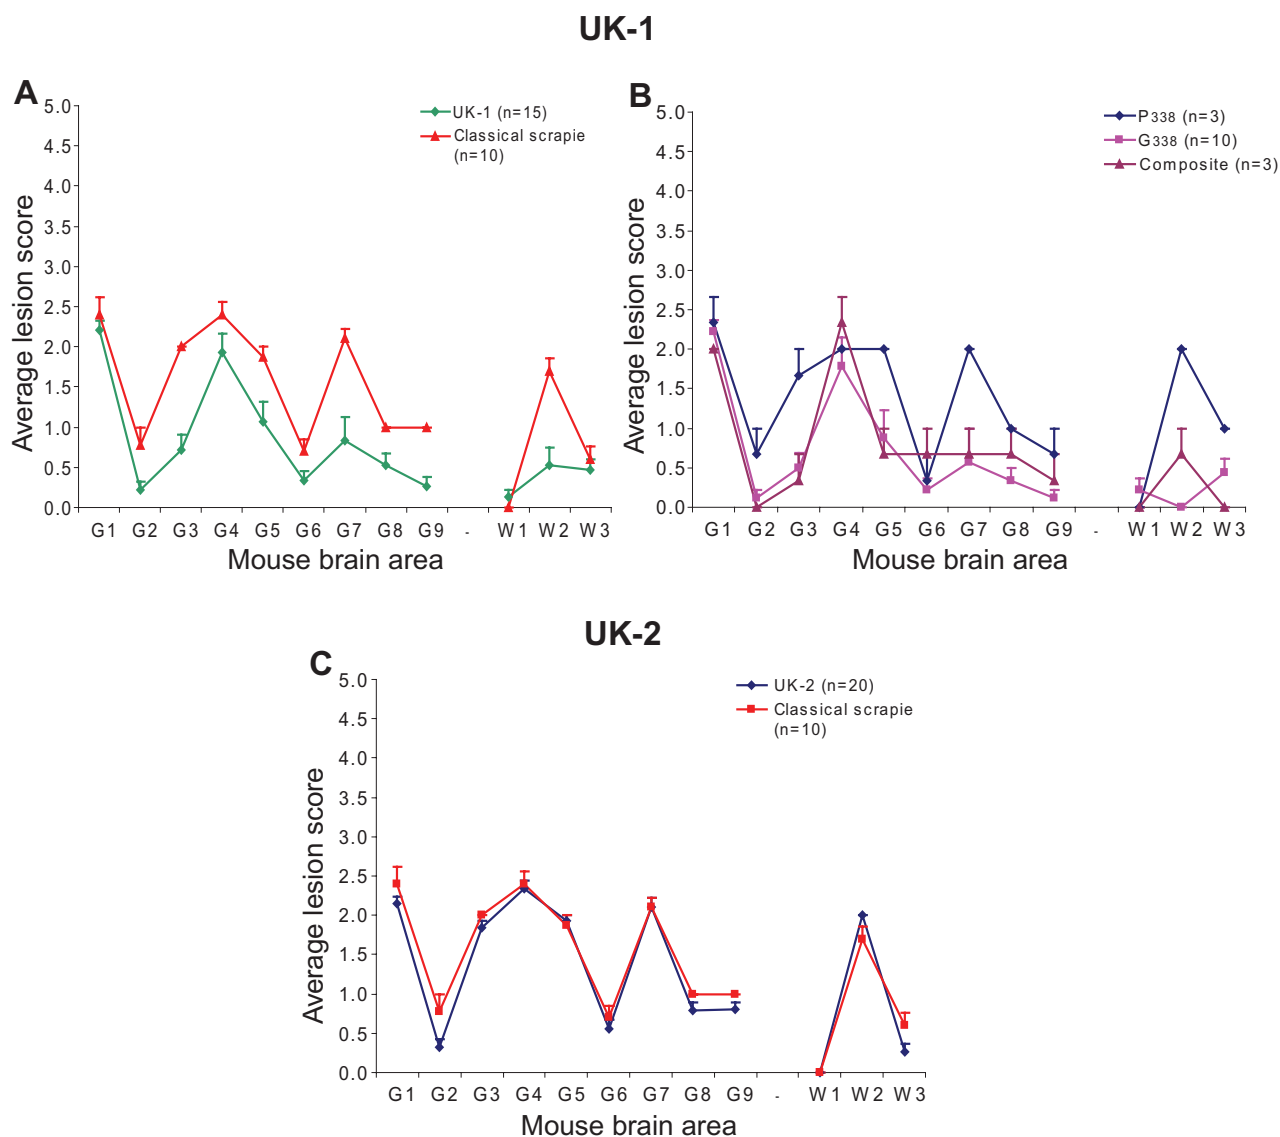 UK-1
A
5.0
4.5
4.0
3.5
3.0
2.5
2.0
1.5
1.0
0.5
0.0
Average lesion score
UK-1 (n=15)
Classical scrapie
(n=10)
G1 G2 G3 G4 G5 G6 G7 G8 G9 - W1 W2 W3
Mouse brain area
B
5.0
4.5
4.0
3.5
3.0
2.5
2.0
1.5
1.0
0.5
0.0
Average lesion score
P338 (n=3)
G338 (n=10)
Composite (n=3)
G1 G2 G3 G4 G5 G6 G7 G8 G9 - W1 W2 W3
Mouse brain area
UK-2
C
5.0
4.5
4.0
3.5
3.0
2.5
2.0
1.5
1.0
0.5
0.0
Average lesion score
UK-2 (n=20)
Classical scrapie
(n=10)
G1 G2 G3 G4 G5 G6 G7 G8 G9 - W1 W2 W3
Mouse brain area